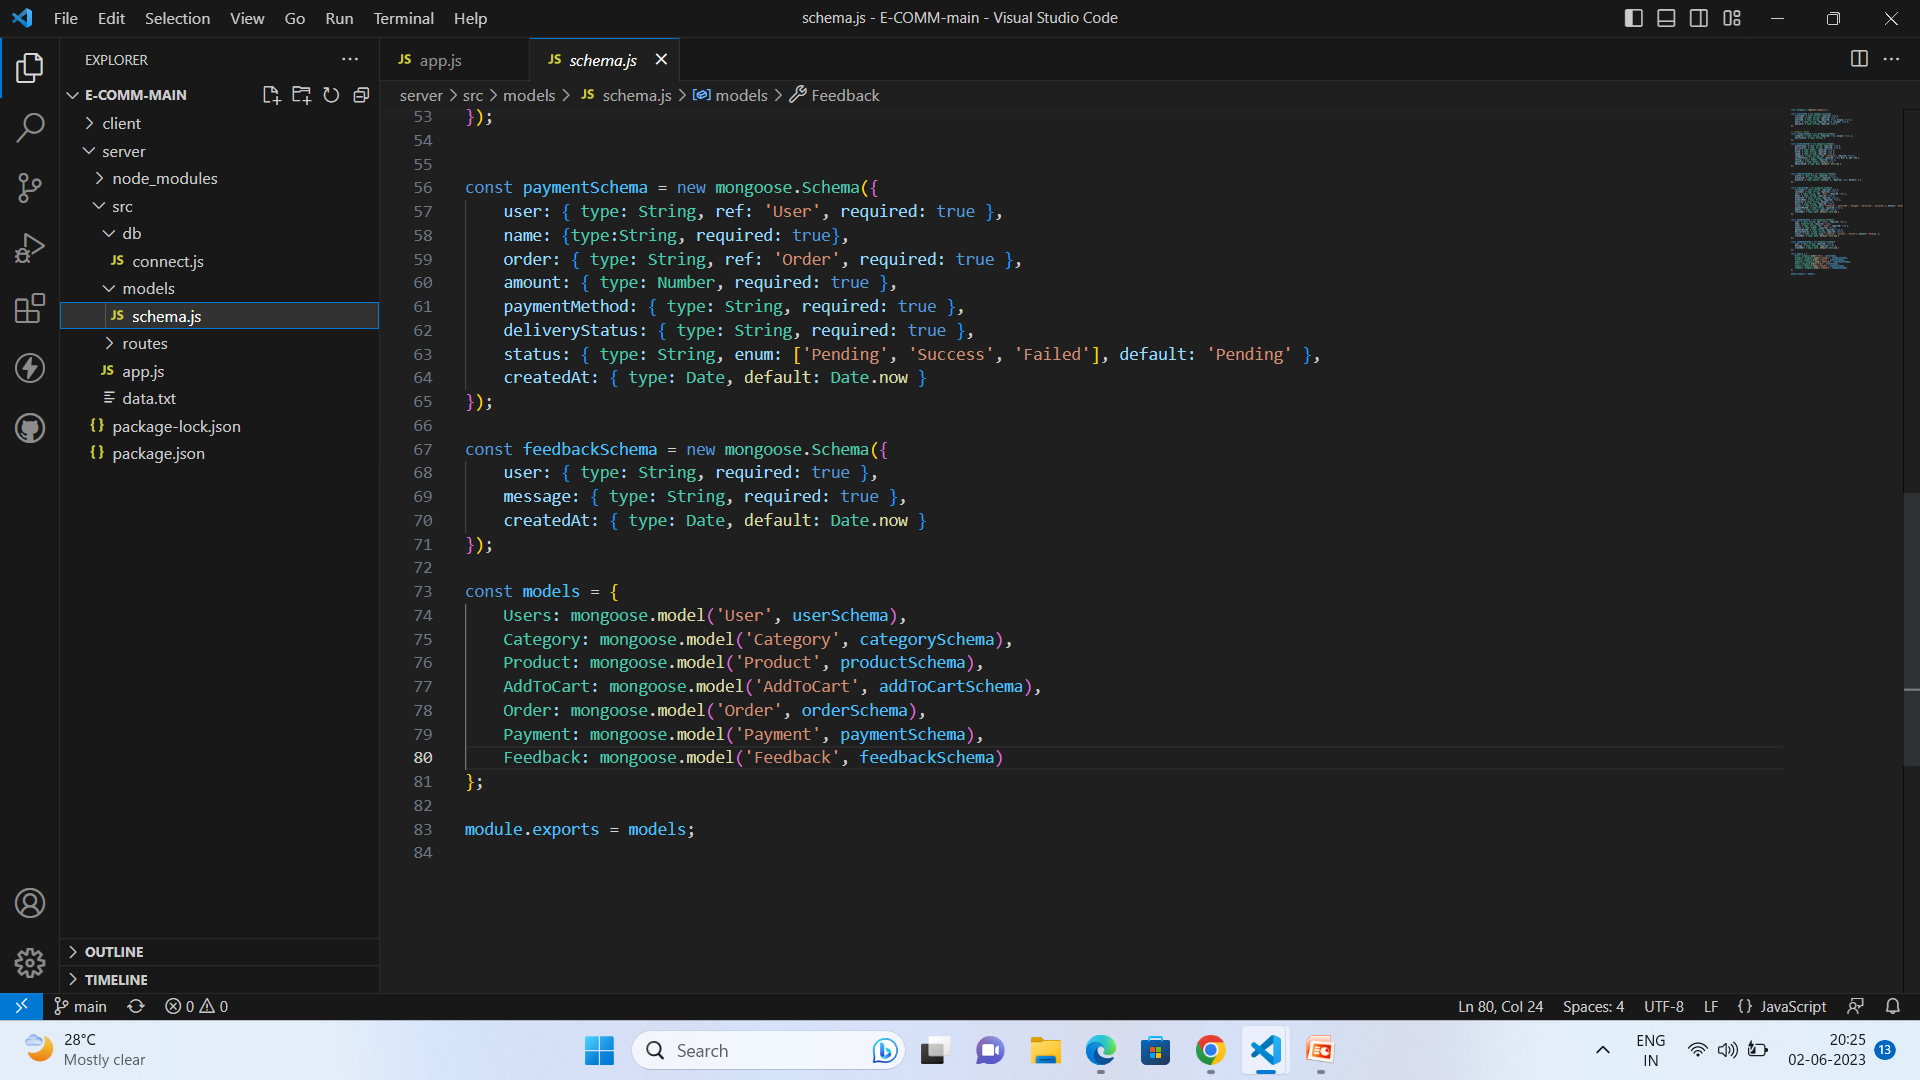 File Edit Selection View Go Run Terminal Help
schema.js - E-COMM-main - Visual Studio Code
EXPLORER
E-COMM-MAIN
client
server
node_modules
src
db
JS connect.js
models
JS schema.js
routes
JS app.js
data.txt
{} package-lock.json
{} package.json
OUTLINE
TIMELINE
JS app.js
JS schema.js
server > src > models > JS schema.js > models > Feedback
53 });
54
55
56 const paymentSchema = new mongoose.Schema({
57 user: { type: String, ref: 'User', required: true },
58 name: {type:String, required: true},
59 order: { type: String, ref: 'Order', required: true },
60 amount: { type: Number, required: true },
61 paymentMethod: { type: String, required: true },
62 deliveryStatus: { type: String, required: true },
63 status: { type: String, enum: ['Pending', 'Success', 'Failed'], default: 'Pending' },
64 createdAt: { type: Date, default: Date.now }
65 });
66
67 const feedbackSchema = new mongoose.Schema({
68 user: { type: String, required: true },
69 message: { type: String, required: true },
70 createdAt: { type: Date, default: Date.now }
71 });
72
73 const models = {
74 Users: mongoose.model('User', userSchema),
75 Category: mongoose.model('Category', categorySchema),
76 Product: mongoose.model('Product', productSchema),
77 AddToCart: mongoose.model('AddToCart', addToCartSchema),
78 Order: mongoose.model('Order', orderSchema),
79 Payment: mongoose.model('Payment', paymentSchema),
80 Feedback: mongoose.model('Feedback', feedbackSchema)
81 };
82
83 module.exports = models;
84
main 0 0
Ln 80, Col 24 Spaces: 4 UTF-8 LF {} JavaScript
28°C
Mostly clear
Search
ENG
IN
20:25
02-06-2023
13